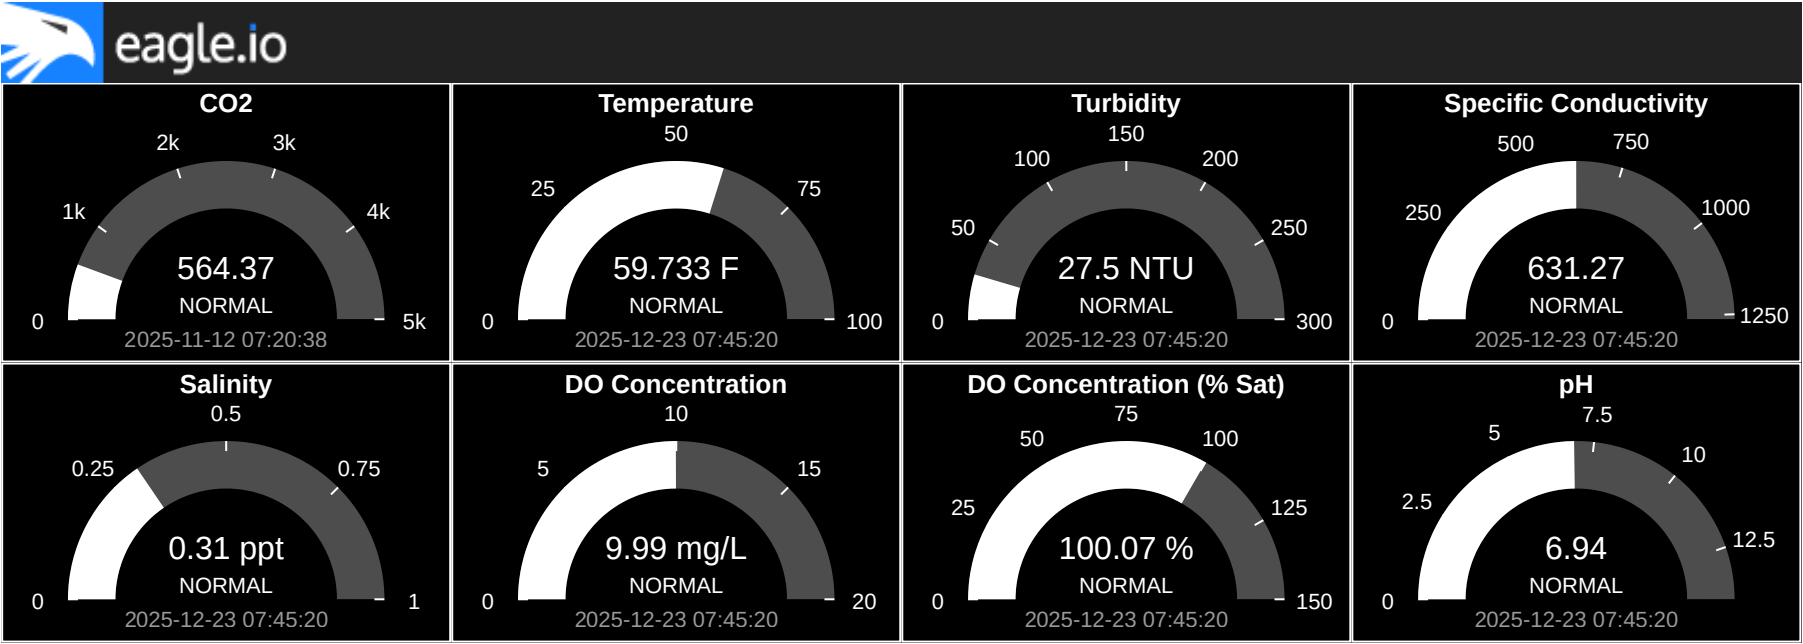 eagle.io
CO2
2k
3k
1k
4k
564.37
NORMAL
0
5k
2025-11-12 07:20:38
Temperature
50
25
75
59.733 F
NORMAL
0
100
2025-12-23 07:45:20
Turbidity
150
100
200
50
250
27.5 NTU
NORMAL
0
300
2025-12-23 07:45:20
Specific Conductivity
500
750
250
1000
631.27
NORMAL
0
1250
2025-12-23 07:45:20
Salinity
0.5
0.25
0.75
0.31 ppt
NORMAL
0
1
2025-12-23 07:45:20
DO Concentration
10
5
15
9.99 mg/L
NORMAL
0
20
2025-12-23 07:45:20
DO Concentration (% Sat)
75
50
100
25
125
100.07 %
NORMAL
0
150
2025-12-23 07:45:20
pH
7.5
5
10
2.5
12.5
6.94
NORMAL
0
2025-12-23 07:45:20